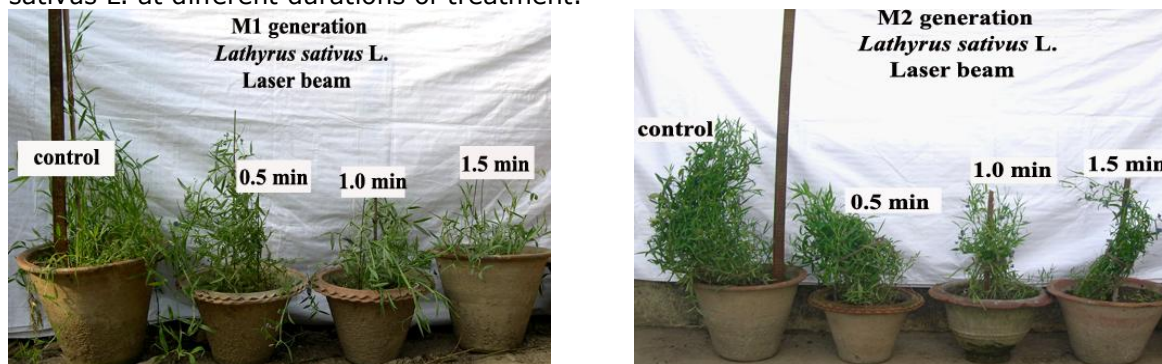 sativus L. at different durations of treatment.
M1 generation
Lathyrus sativus L.
Laser beam
control
0.5 min
1.0 min
1.5 min
M2 generation
Lathyrus sativus L.
Laser beam
control
0.5 min
1.0 min
1.5 min